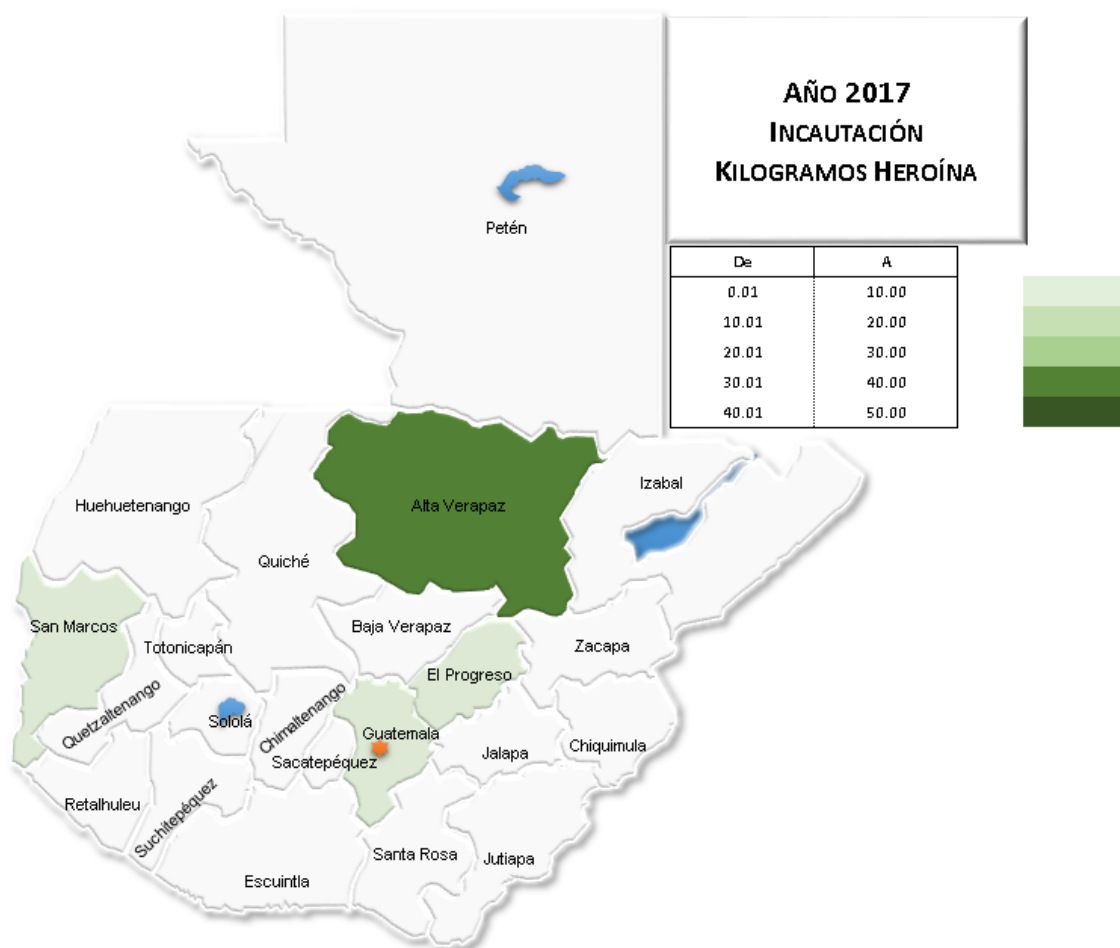 AÑO 2017
INCAUTACIÓN
KILOGRAMOS HEROÍNA
De A
0.01 10.00
10.01 20.00
20.01 30.00
30.01 40.00
40.01 50.00
Petén
Huehuetenango
Quiché
Alta Verapaz
Izabal
San Marcos
Totonicapán
Baja Verapaz
Zacapa
Quetzaltenango
Sololá
Chimaltenango
El Progreso
Sacatepéquez
Guatemala
Jalapa
Chiquimula
Retalhuleu
Suchitepéquez
Escuintla
Santa Rosa
Jutiapa